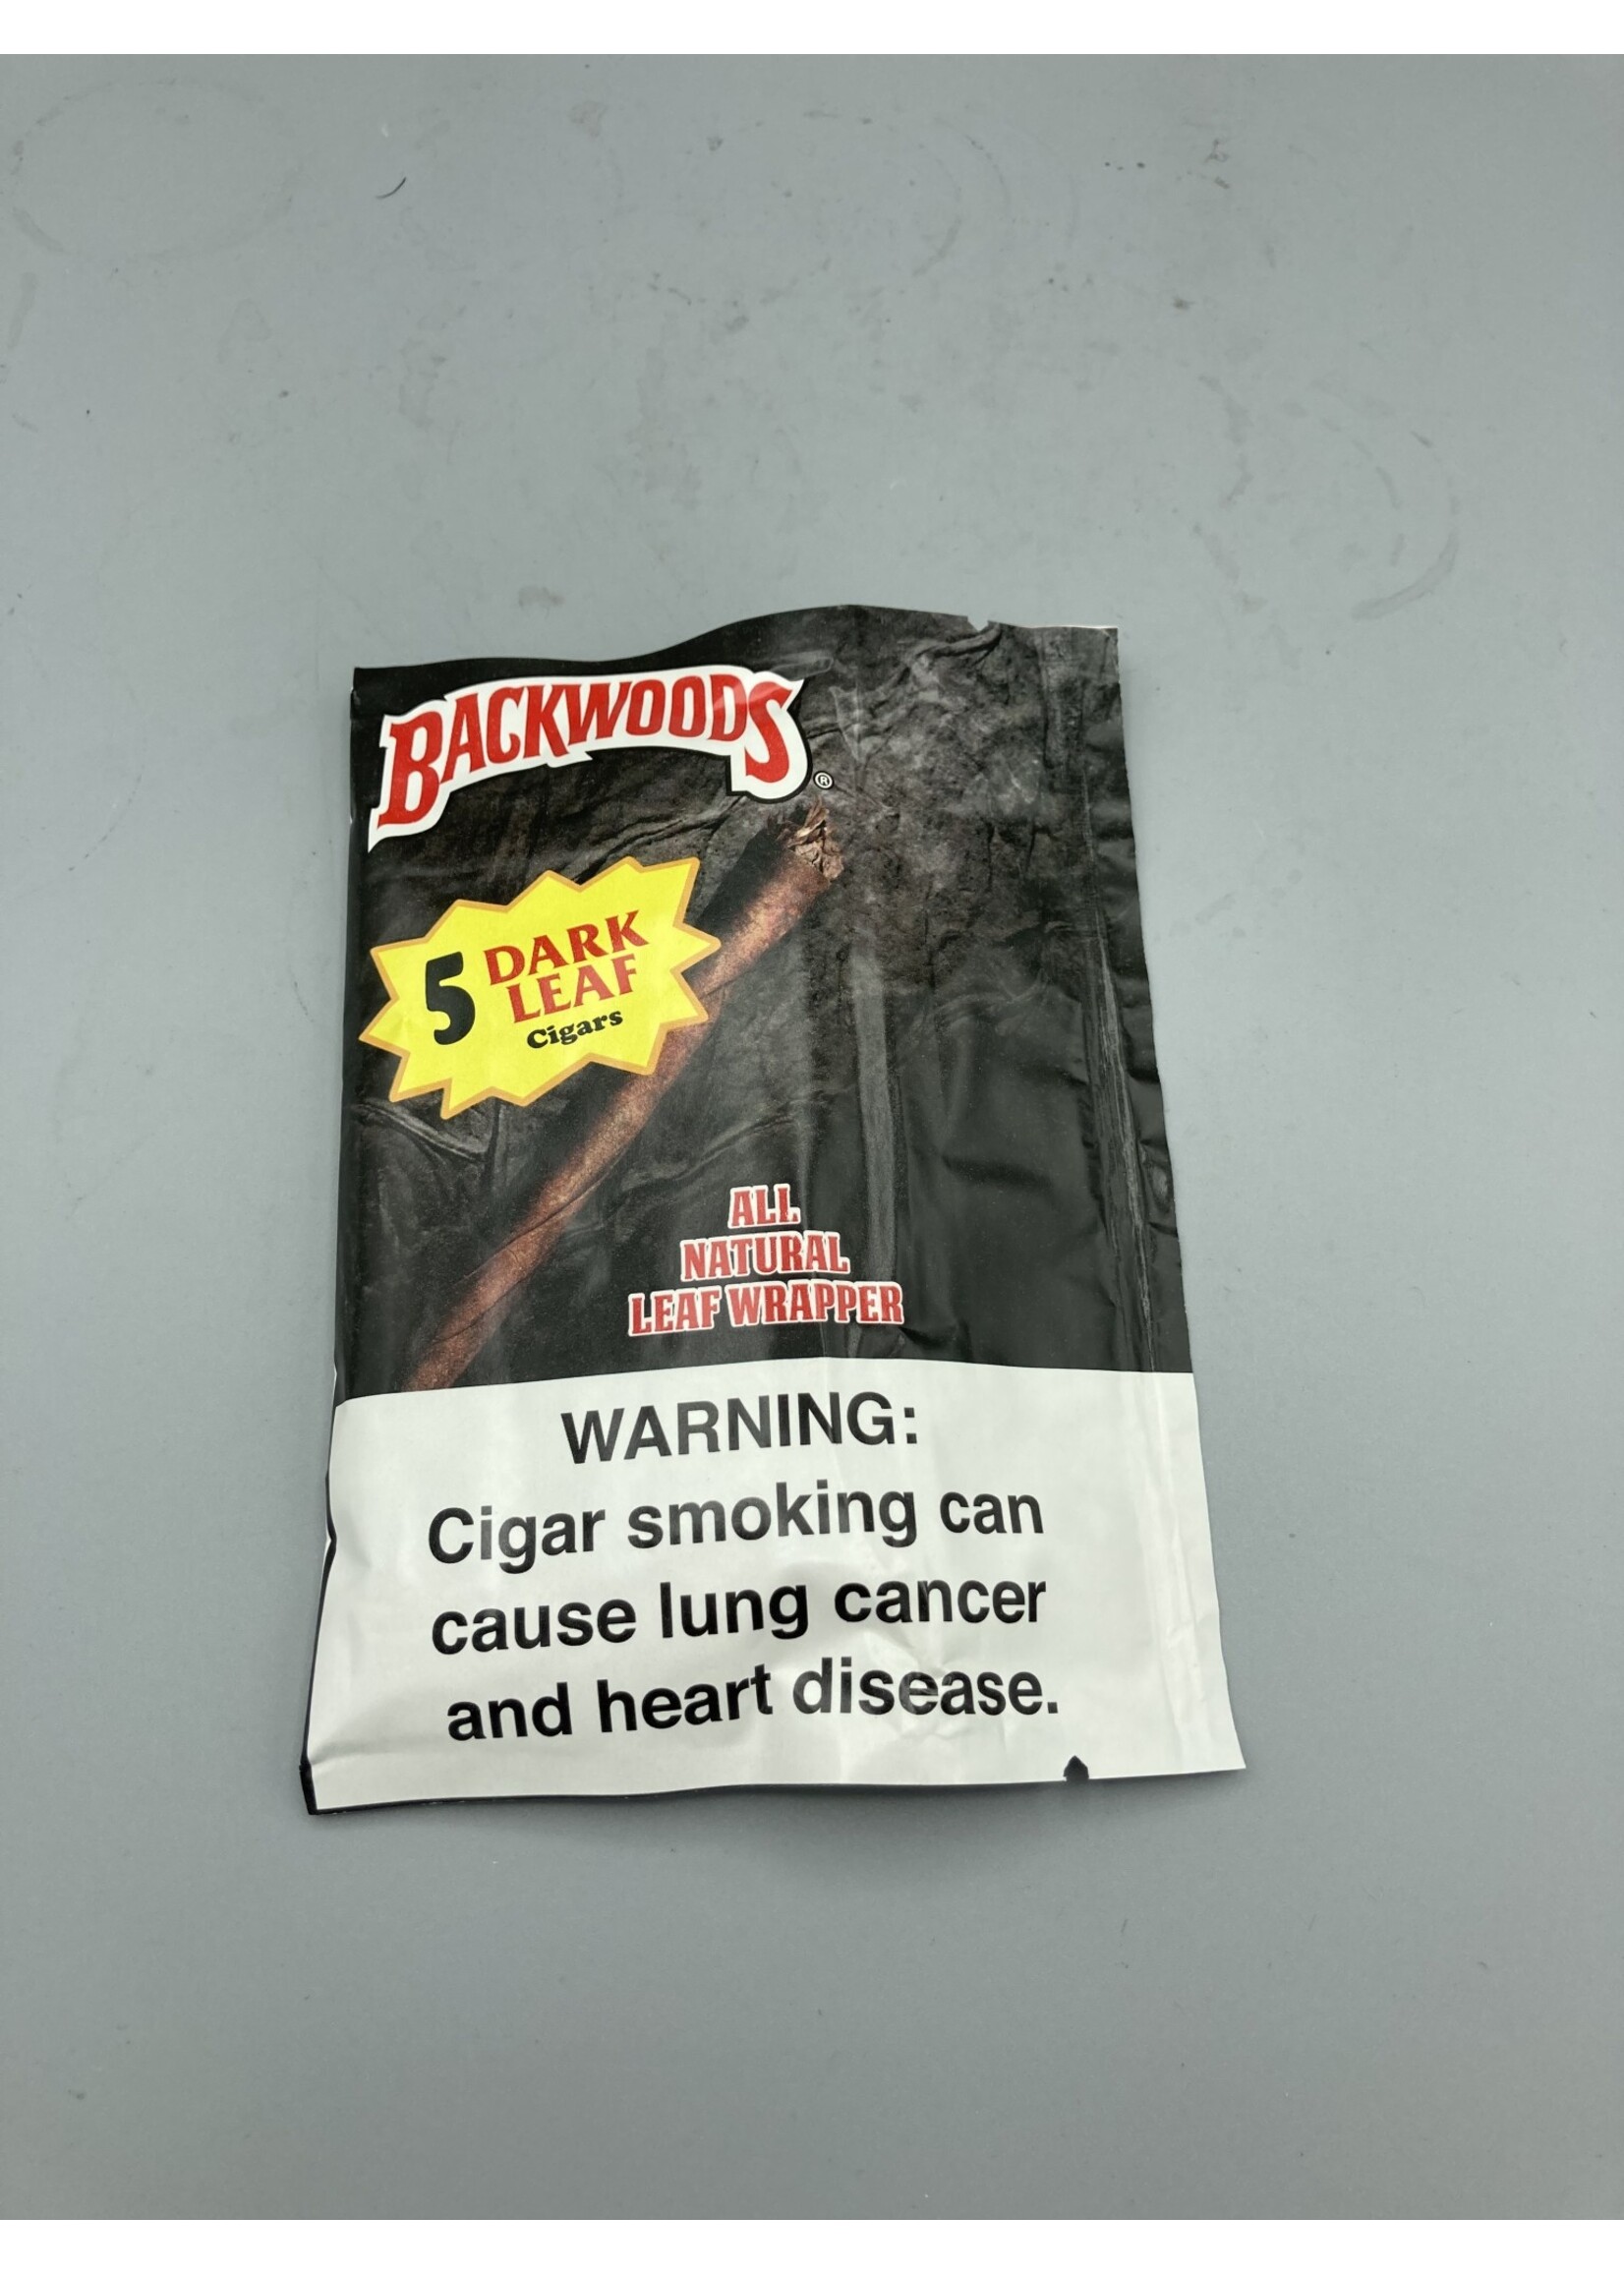 BACKWOODS®
5 DARK
LEAF
Cigars
ALL
NATURAL
LEAF WRAPPER
WARNING:
Cigar smoking can
cause lung cancer
and heart disease.